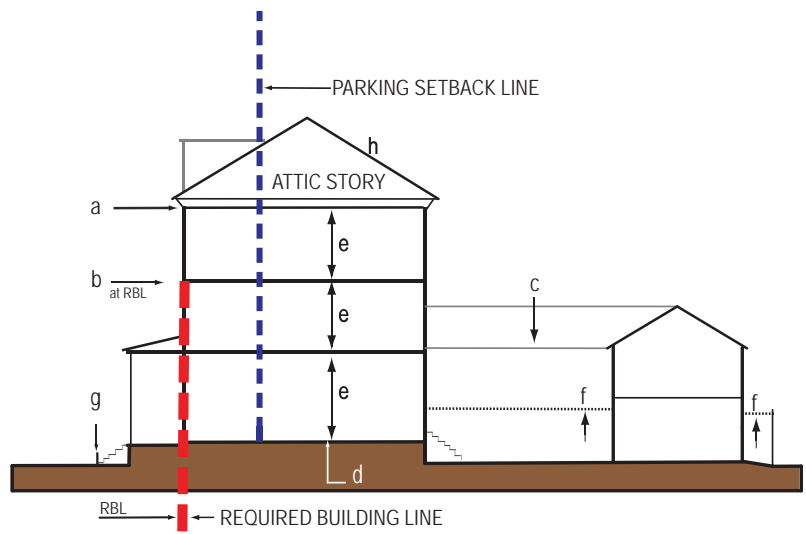 PARKING SETBACK LINE
h
ATTIC STORY
a
e
b
at RBL
c
e
e
f
f
g
d
RBL
REQUIRED BUILDING LINE